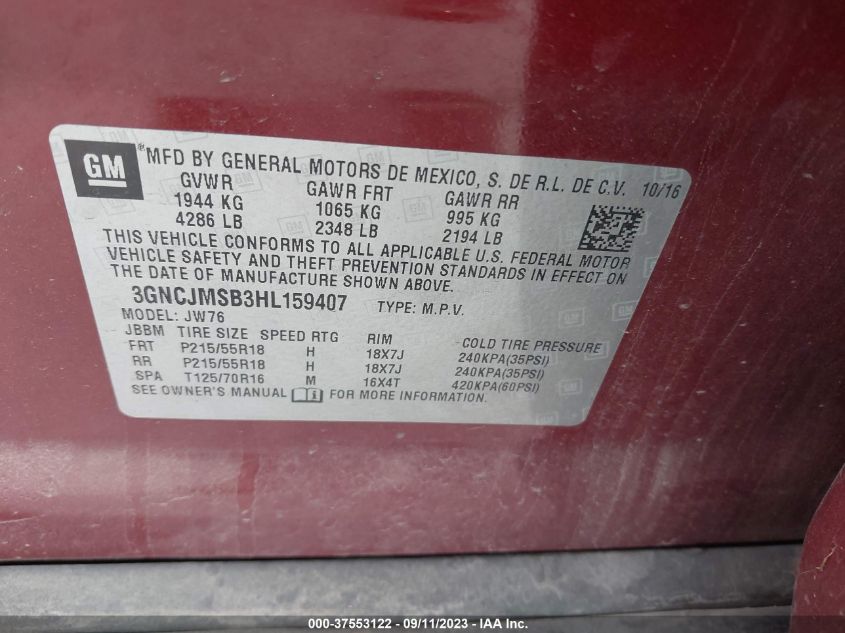 GM ® MFD BY GENERAL MOTORS DE MEXICO, S. DE R.L. DE C.V. 10/16
GVWR GAWR FRT GAWR RR
1944 KG 1065 KG 995 KG
4286 LB 2348 LB 2194 LB
THIS VEHICLE CONFORMS TO ALL APPLICABLE U.S. FEDERAL MOTOR
VEHICLE SAFETY AND THEFT PREVENTION STANDARDS IN EFFECT ON
THE DATE OF MANUFACTURE SHOWN ABOVE.
3GNCJMSB3HL159407 TYPE: M.P.V.
MODEL: JW76
JBBM TIRE SIZE SPEED RTG RIM COLD TIRE PRESSURE
FRT P215/55R18 H 18X7J 240KPA(35PSI)
RR P215/55R18 H 18X7J 240KPA(35PSI)
SPA T125/70R16 M 16X4T 420KPA(60PSI)
SEE OWNER'S MANUAL FOR MORE INFORMATION.
000-37553122 - 09/11/2023 - IAA Inc.